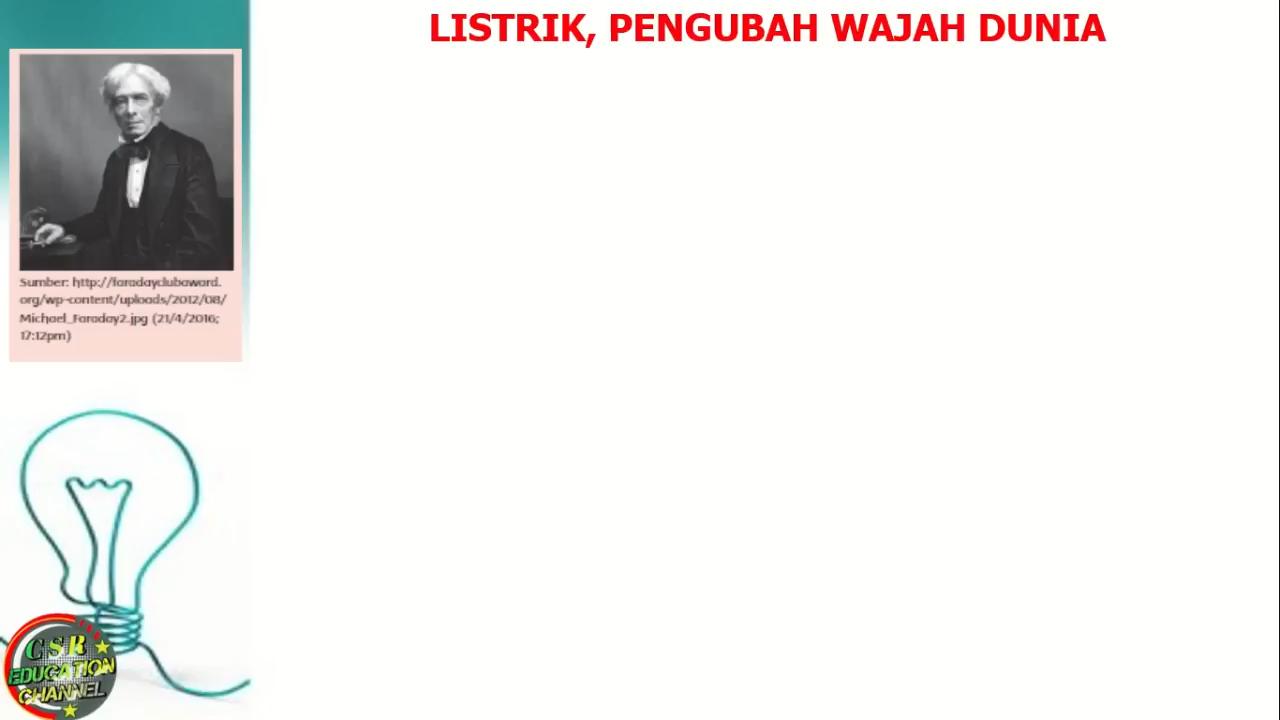 LISTRIK, PENGUBAH WAJAH DUNIA
Sumber: http://faradayclubaward.
org/wp-content/uploads/2012/08/
Michael_Faraday2.jpg (21/4/2016;
17:12pm)
CSR
EDUCATION
CHANNEL